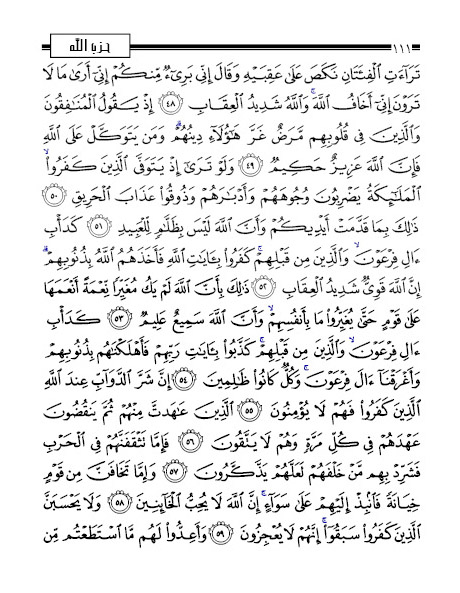 ١١١ حزب الله
تَرَآءَتِ ٱلْفِئَتَانِ نَكَصَ عَلَىٰ عَقِبَيْهِ وَقَالَ إِنِّى بَرِىٓءٌ مِّنكُمْ إِنِّىٓ أَرَىٰ مَا لَا
تَرَوْنَ إِنِّىٓ أَخَافُ ٱللَّهَ ۚ وَٱللَّهُ شَدِيدُ ٱلْعِقَابِ ٤٨ إِذْ يَقُولُ ٱلْمُنَـٰفِقُونَ
وَٱلَّذِينَ فِى قُلُوبِهِم مَّرَضٌ غَرَّ هَـٰٓؤُلَآءِ دِينُهُمْ ۗ وَمَن يَتَوَكَّلْ عَلَى ٱللَّهِ
فَإِنَّ ٱللَّهَ عَزِيزٌ حَكِيمٌ ٤٩ وَلَوْ تَرَىٰٓ إِذْ يَتَوَفَّى ٱلَّذِينَ كَفَرُوا۟ ۙ
ٱلْمَلَـٰٓئِكَةُ يَضْرِبُونَ وُجُوهَهُمْ وَأَدْبَـٰرَهُمْ وَذُوقُوا۟ عَذَابَ ٱلْحَرِيقِ ٥٠
ذَٰلِكَ بِمَا قَدَّمَتْ أَيْدِيكُمْ وَأَنَّ ٱللَّهَ لَيْسَ بِظَلَّـٰمٍ لِّلْعَبِيدِ ٥١ كَدَأْبِ
ءَالِ فِرْعَوْنَ ۙ وَٱلَّذِينَ مِن قَبْلِهِمْ ۚ كَفَرُوا۟ بِـَٔايَـٰتِ ٱللَّهِ فَأَخَذَهُمُ ٱللَّهُ بِذُنُوبِهِمْ ۗ
إِنَّ ٱللَّهَ قَوِىٌّ شَدِيدُ ٱلْعِقَابِ ٥٢ ذَٰلِكَ بِأَنَّ ٱللَّهَ لَمْ يَكُ مُغَيِّرًا نِّعْمَةً أَنْعَمَهَا
عَلَىٰ قَوْمٍ حَتَّىٰ يُغَيِّرُوا۟ مَا بِأَنفُسِهِمْ ۙ وَأَنَّ ٱللَّهَ سَمِيعٌ عَلِيمٌ ٥٣ كَدَأْبِ
ءَالِ فِرْعَوْنَ ۙ وَٱلَّذِينَ مِن قَبْلِهِمْ ۚ كَذَّبُوا۟ بِـَٔايَـٰتِ رَبِّهِمْ فَأَهْلَكْنَـٰهُم بِذُنُوبِهِمْ
وَأَغْرَقْنَآ ءَالَ فِرْعَوْنَ ۚ وَكُلٌّ كَانُوا۟ ظَـٰلِمِينَ ٥٤ إِنَّ شَرَّ ٱلدَّوَآبِّ عِندَ ٱللَّهِ
ٱلَّذِينَ كَفَرُوا۟ فَهُمْ لَا يُؤْمِنُونَ ٥٥ ٱلَّذِينَ عَـٰهَدتَّ مِنْهُمْ ثُمَّ يَنقُضُونَ
عَهْدَهُمْ فِى كُلِّ مَرَّةٍ وَهُمْ لَا يَتَّقُونَ ٥٦ فَإِمَّا تَثْقَفَنَّهُمْ فِى ٱلْحَرْبِ
فَشَرِّدْ بِهِم مَّنْ خَلْفَهُمْ لَعَلَّهُمْ يَذَّكَّرُونَ ٥٧ وَإِمَّا تَخَافَنَّ مِن قَوْمٍ
خِيَانَةً فَٱنۢبِذْ إِلَيْهِمْ عَلَىٰ سَوَآءٍ ۚ إِنَّ ٱللَّهَ لَا يُحِبُّ ٱلْخَآئِنِينَ ٥٨ وَلَا يَحْسَبَنَّ
ٱلَّذِينَ كَفَرُوا۟ سَبَقُوٓا۟ ۚ إِنَّهُمْ لَا يُعْجِزُونَ ٥٩ وَأَعِدُّوا۟ لَهُم مَّا ٱسْتَطَعْتُم مِّن